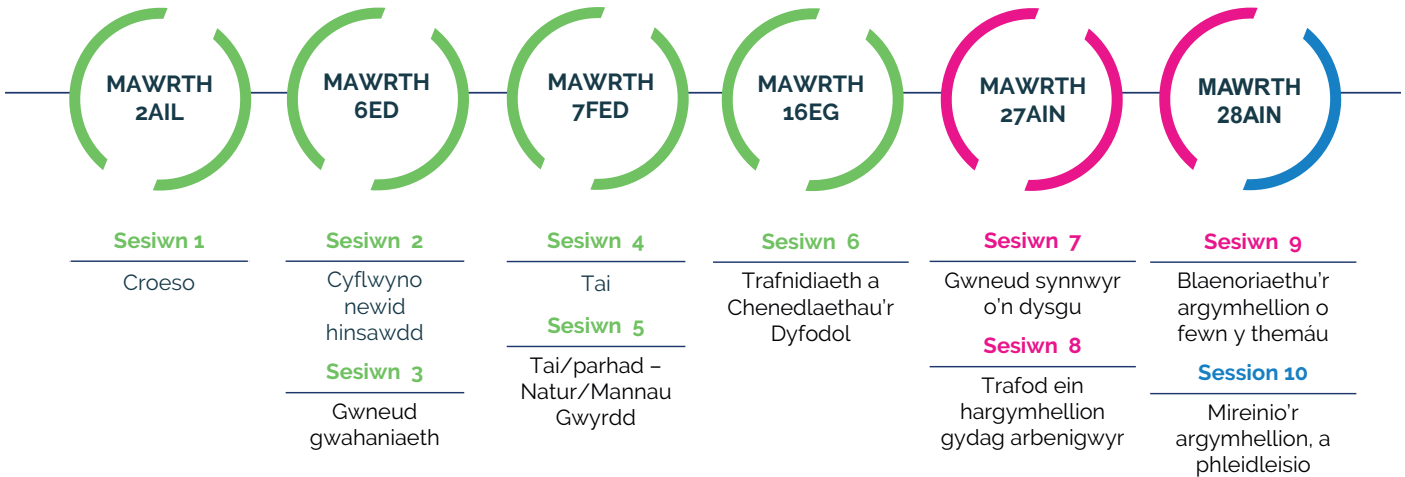 MAWRTH
2AIL
MAWRTH
6ED
MAWRTH
7FED
MAWRTH
16EG
MAWRTH
27AIN
MAWRTH
28AIN
Sesiwn 1
Croeso
Sesiwn 2
Cyflwyno
newid
hinsawdd
Sesiwn 3
Gwneud
gwahaniaeth
Sesiwn 4
Tai
Sesiwn 5
Tai/parhad –
Natur/Mannau
Gwyrdd
Sesiwn 6
Trafnidiaeth a
Chenedlaethau'r
Dyfodol
Sesiwn 7
Gwneud synnwyr
o'n dysgu
Sesiwn 8
Trafod ein
hargymhellion
gydag arbenigwyr
Sesiwn 9
Blaenoriaethu'r
argymhellion o
fewn y themáu
Session 10
Mireinio'r
argymhellion, a
phleidleisio